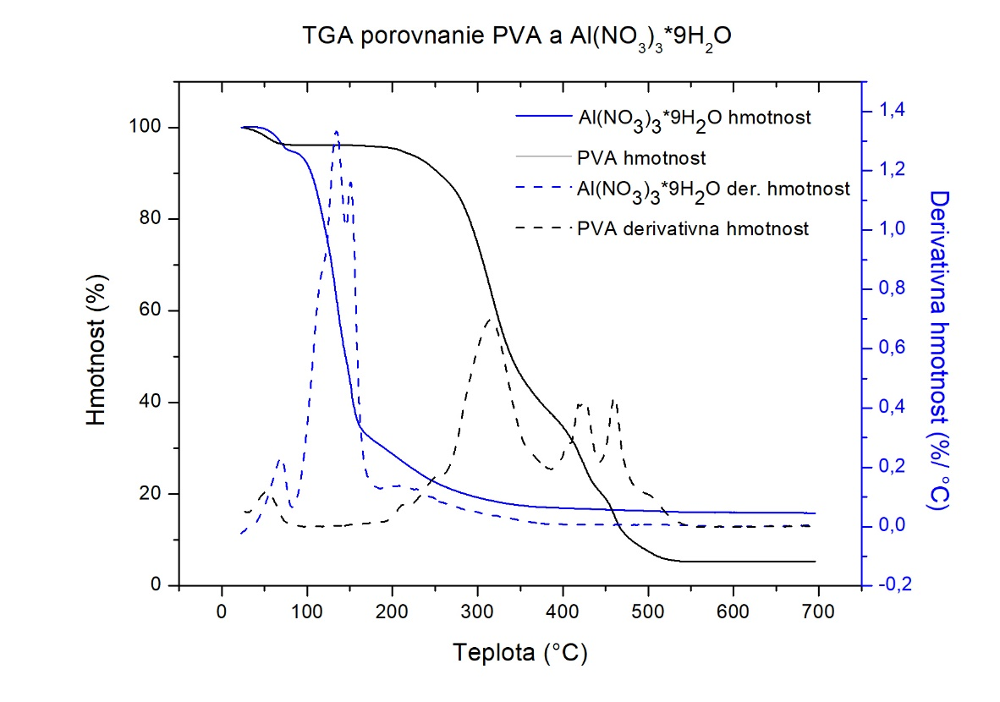 TGA porovnanie PVA a Al(NO3)3*9H2O
Al(NO3)3*9H2O hmotnost
PVA hmotnost
Al(NO3)3*9H2O der. hmotnost
PVA derivativna hmotnost
Hmotnost (%)
100
80
60
40
20
0
1,4
1,2
1,0
0,8
0,6
0,4
0,2
0,0
-0,2
Derivativna hmotnost (%/ °C)
0 100 200 300 400 500 600 700
Teplota (°C)